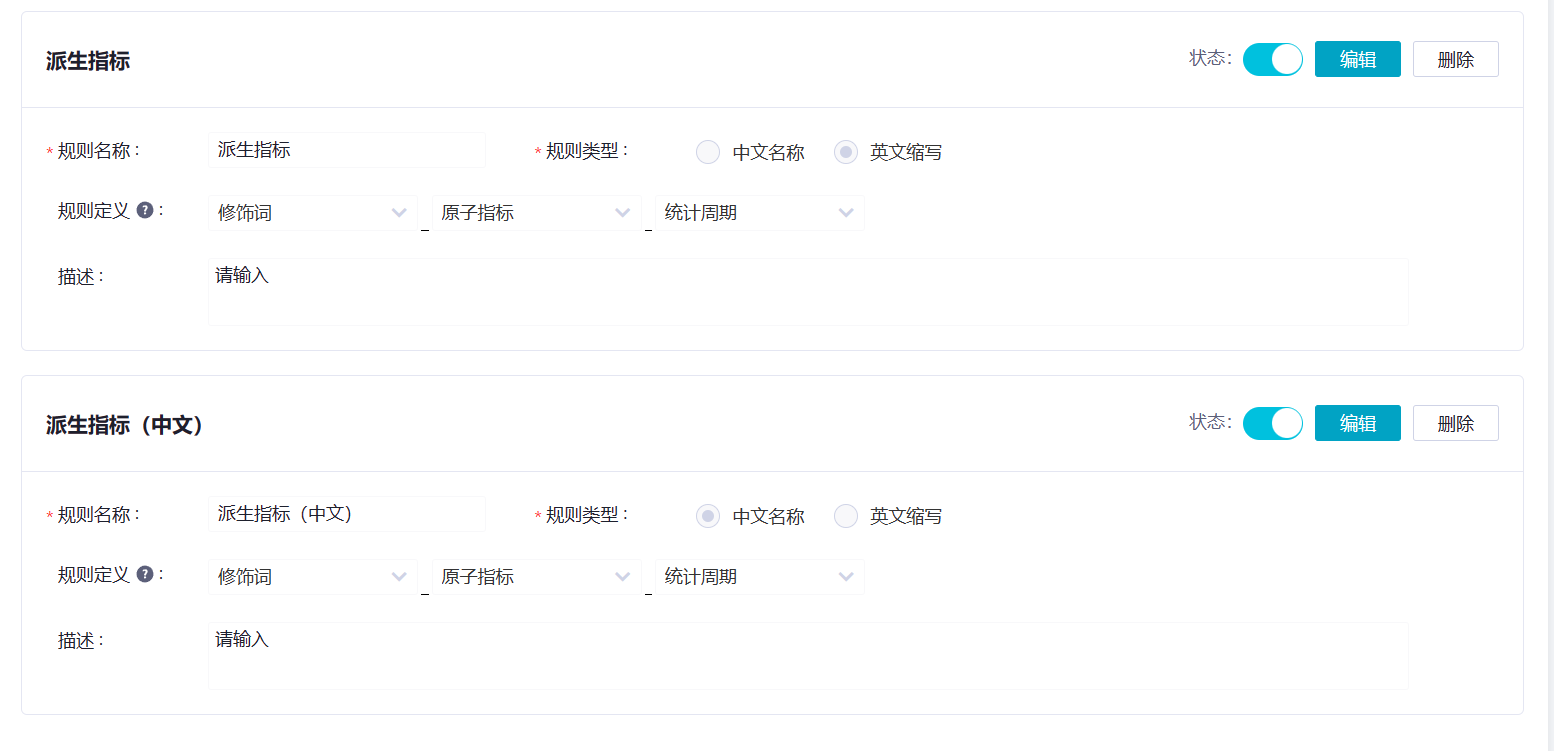 派生指标 状态: 编辑 删除
* 规则名称 : 派生指标 * 规则类型 : 中文名称 英文缩写
规则定义 ? : 修饰词 _ 原子指标 _ 统计周期
描述 : 请输入
派生指标（中文） 状态: 编辑 删除
* 规则名称 : 派生指标（中文） * 规则类型 : 中文名称 英文缩写
规则定义 ? : 修饰词 _ 原子指标 _ 统计周期
描述 : 请输入